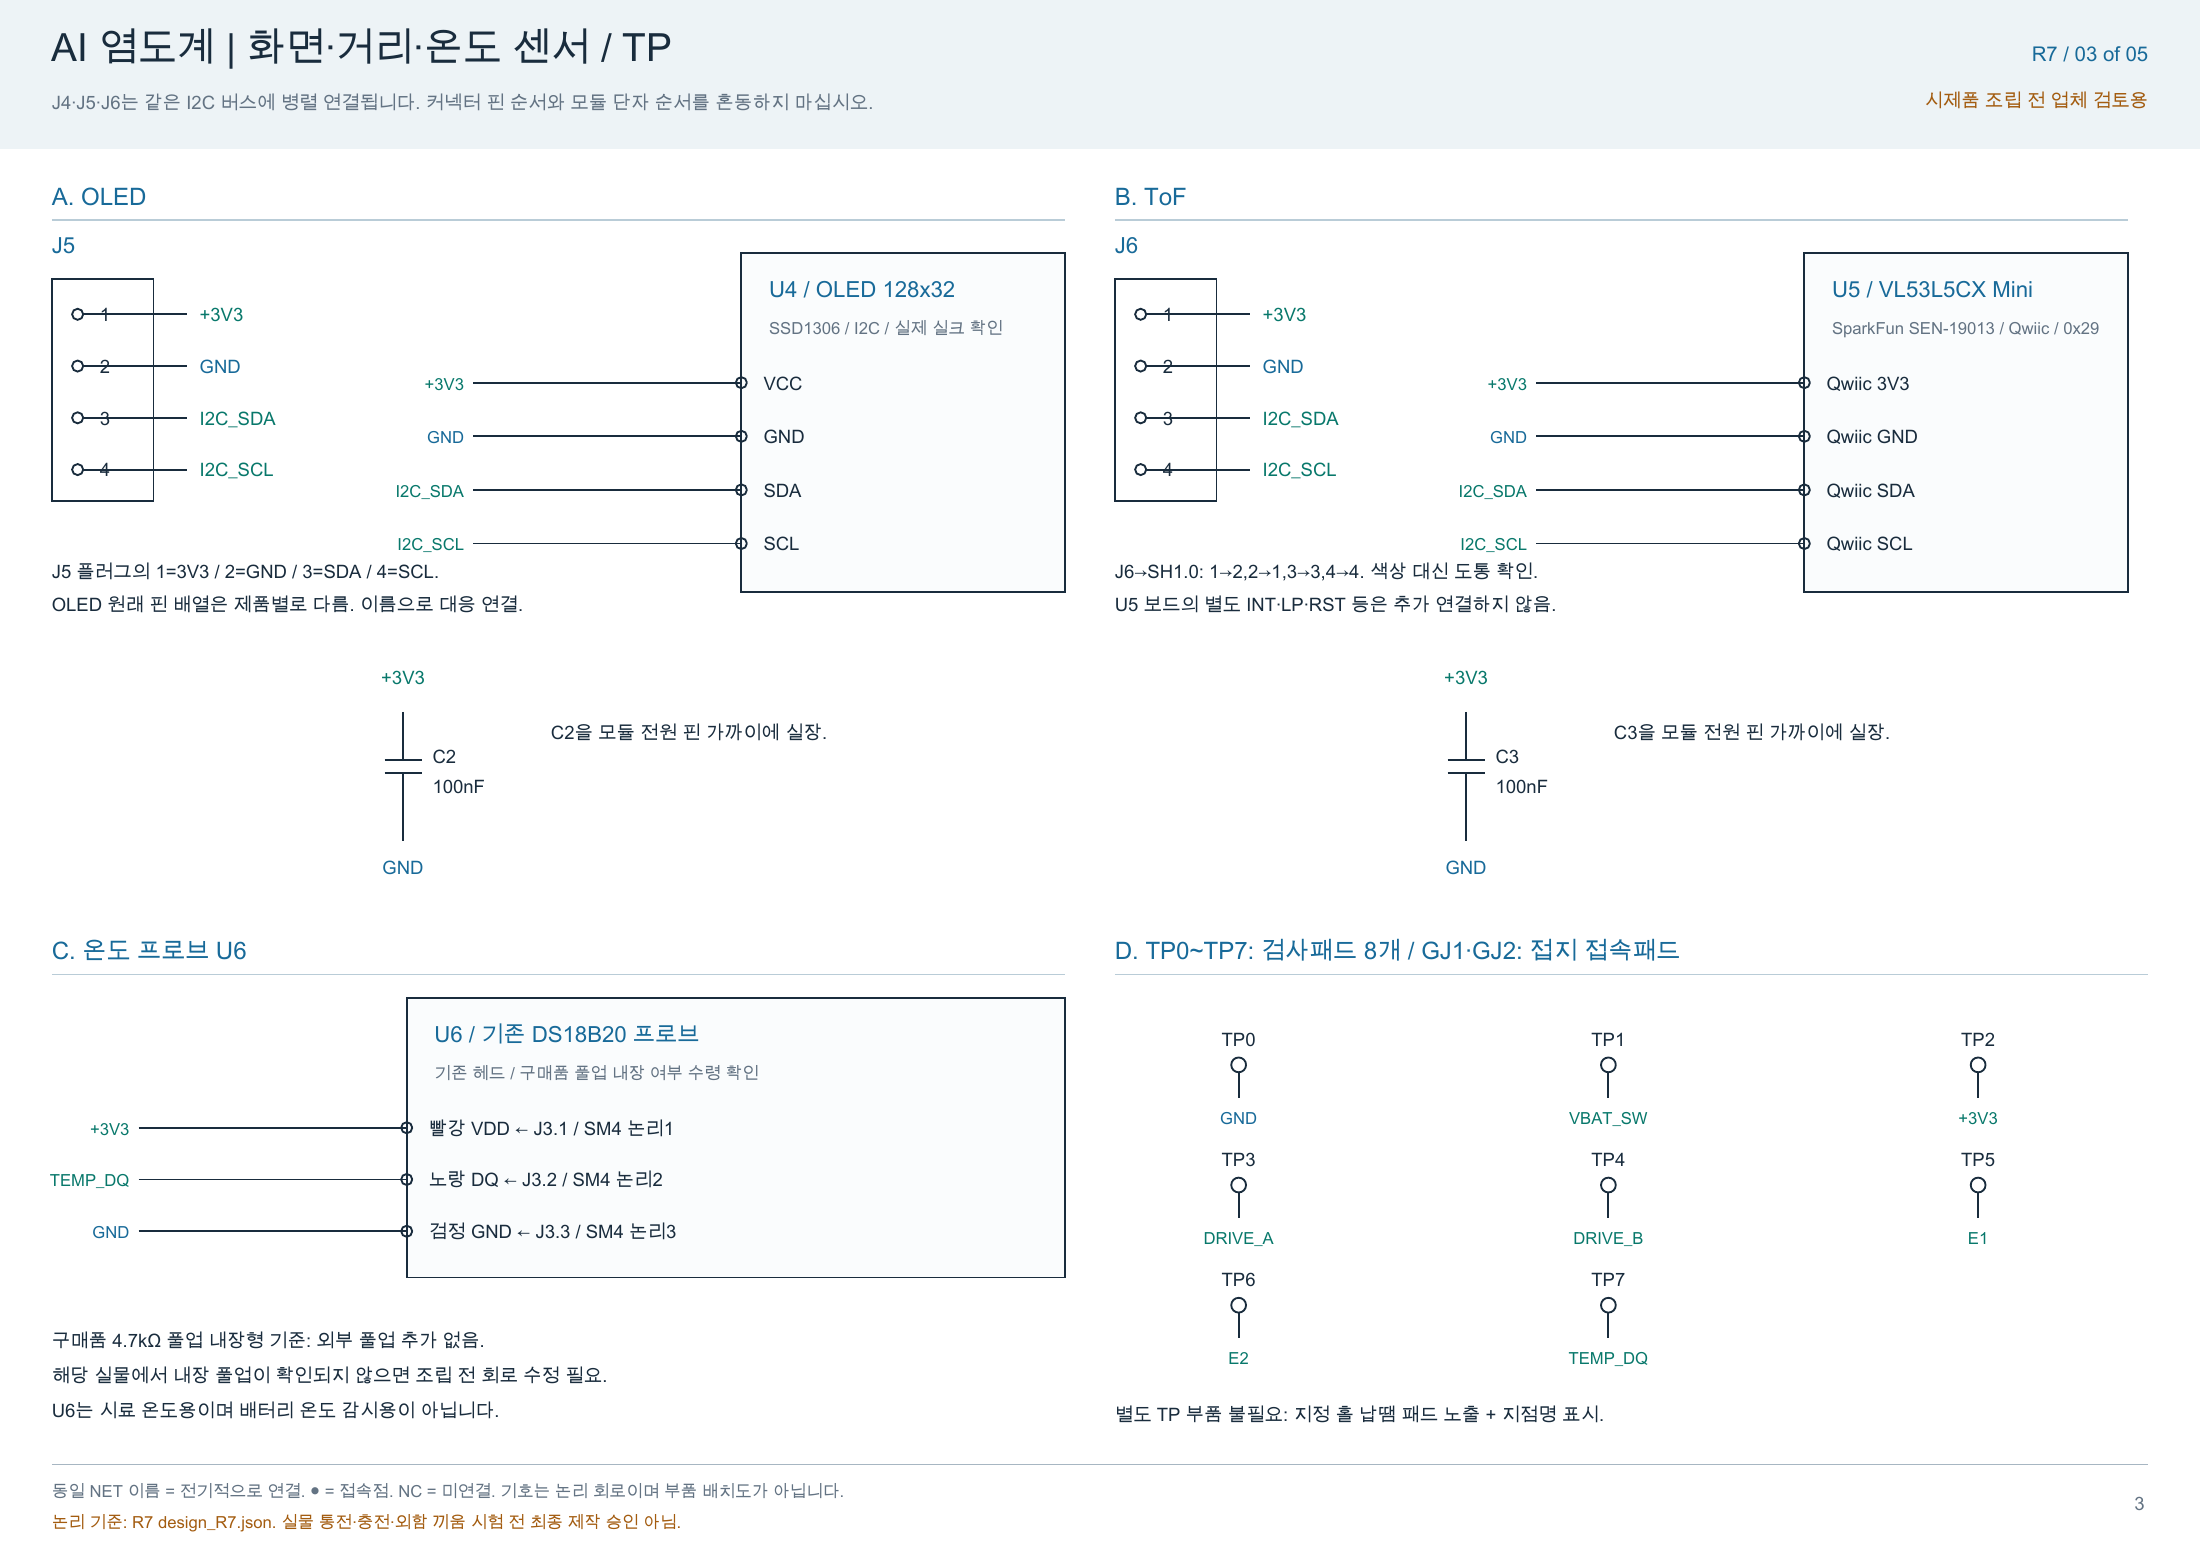 AI 염도계 | 화면·거리·온도 센서 / TP
R7 / 03 of 05
J4·J5·J6는 같은 I2C 버스에 병렬 연결됩니다. 커넥터 핀 순서와 모듈 단자 순서를 혼동하지 마십시오.
시제품 조립 전 업체 검토용
A. OLED
J5
1 +3V3
2 GND
3 I2C_SDA
4 I2C_SCL
U4 / OLED 128x32
SSD1306 / I2C / 실제 실크 확인
+3V3 VCC
GND GND
I2C_SDA SDA
I2C_SCL SCL
J5 플러그의 1=3V3 / 2=GND / 3=SDA / 4=SCL.
OLED 원래 핀 배열은 제품별로 다름. 이름으로 대응 연결.
+3V3
C2을 모듈 전원 핀 가까이에 실장.
C2
100nF
GND
B. ToF
J6
1 +3V3
2 GND
3 I2C_SDA
4 I2C_SCL
U5 / VL53L5CX Mini
SparkFun SEN-19013 / Qwiic / 0x29
+3V3 Qwiic 3V3
GND Qwiic GND
I2C_SDA Qwiic SDA
I2C_SCL Qwiic SCL
J6→SH1.0: 1→2,2→1,3→3,4→4. 색상 대신 도통 확인.
U5 보드의 별도 INT·LP·RST 등은 추가 연결하지 않음.
+3V3
C3을 모듈 전원 핀 가까이에 실장.
C3
100nF
GND
C. 온도 프로브 U6
U6 / 기존 DS18B20 프로브
기존 헤드 / 구매품 풀업 내장 여부 수령 확인
+3V3 빨강 VDD ← J3.1 / SM4 논리1
TEMP_DQ 노랑 DQ ← J3.2 / SM4 논리2
GND 검정 GND ← J3.3 / SM4 논리3
구매품 4.7kΩ 풀업 내장형 기준: 외부 풀업 추가 없음.
해당 실물에서 내장 풀업이 확인되지 않으면 조립 전 회로 수정 필요.
U6는 시료 온도용이며 배터리 온도 감시용이 아닙니다.
D. TP0~TP7: 검사패드 8개 / GJ1·GJ2: 접지 접속패드
TP0 TP1 TP2
GND VBAT_SW +3V3
TP3 TP4 TP5
DRIVE_A DRIVE_B E1
TP6 TP7
E2 TEMP_DQ
별도 TP 부품 불필요: 지정 홀 납땜 패드 노출 + 지점명 표시.
동일 NET 이름 = 전기적으로 연결. ● = 접속점. NC = 미연결. 기호는 논리 회로이며 부품 배치도가 아닙니다.
논리 기준: R7 design_R7.json. 실물 통전·충전·외함 끼움 시험 전 최종 제작 승인 아님.
3